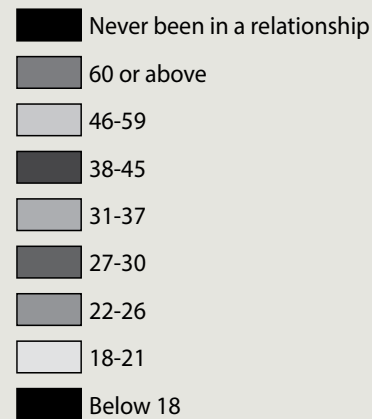 Never been in a relationship
60 or above
46-59
38-45
31-37
27-30
22-26
18-21
Below 18